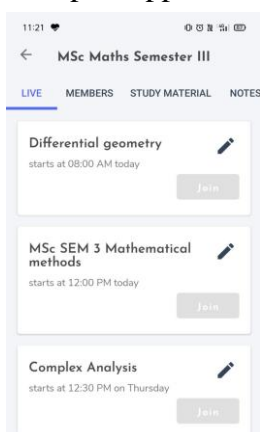 11:21
MSc Maths Semester III
LIVE MEMBERS STUDY MATERIAL NOTES
Differential geometry
starts at 08:00 AM today
Join
MSc SEM 3 Mathematical
methods
starts at 12:00 PM today
Join
Complex Analysis
starts at 12:30 PM on Thursday
Join